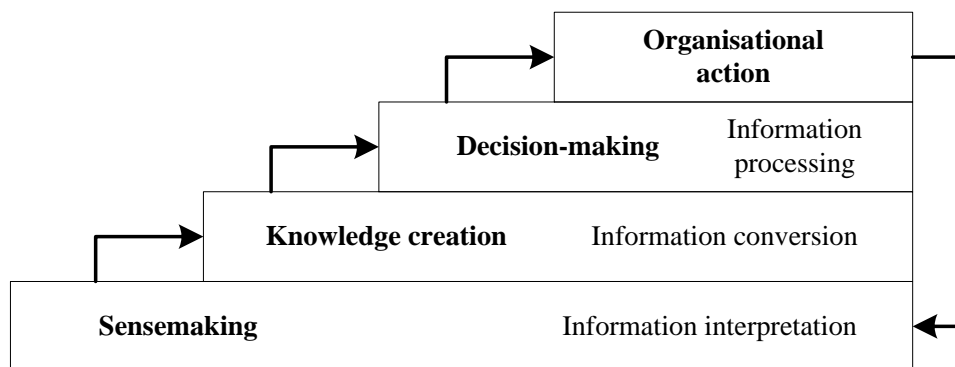 Organisational
action
Decision-making
Information
processing
Knowledge creation
Information conversion
Sensemaking
Information interpretation